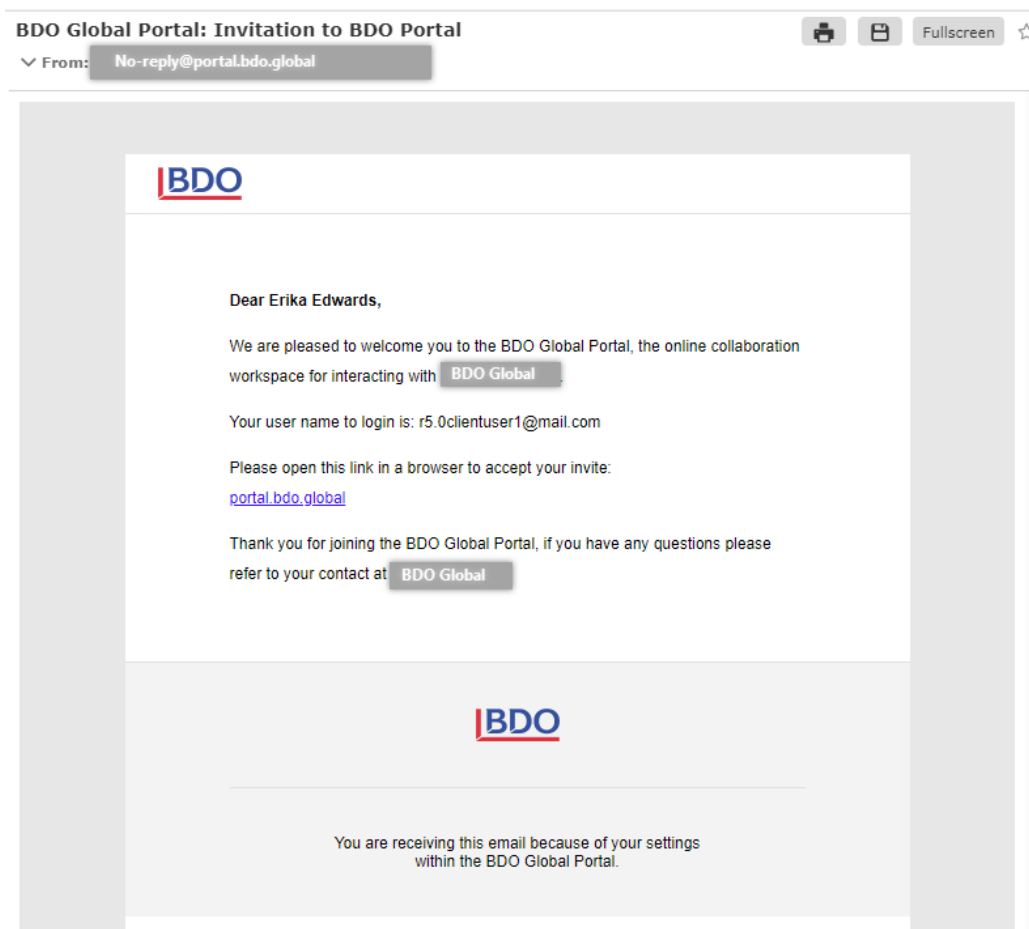 BDO Global Portal: Invitation to BDO Portal
Fullscreen
From: No-reply@portal.bdo.global
BDO
Dear Erika Edwards,
We are pleased to welcome you to the BDO Global Portal, the online collaboration
workspace for interacting with BDO Global.
Your user name to login is: r5.0clientuser1@mail.com
Please open this link in a browser to accept your invite:
portal.bdo.global
Thank you for joining the BDO Global Portal, if you have any questions please
refer to your contact at BDO Global
BDO
You are receiving this email because of your settings
within the BDO Global Portal.